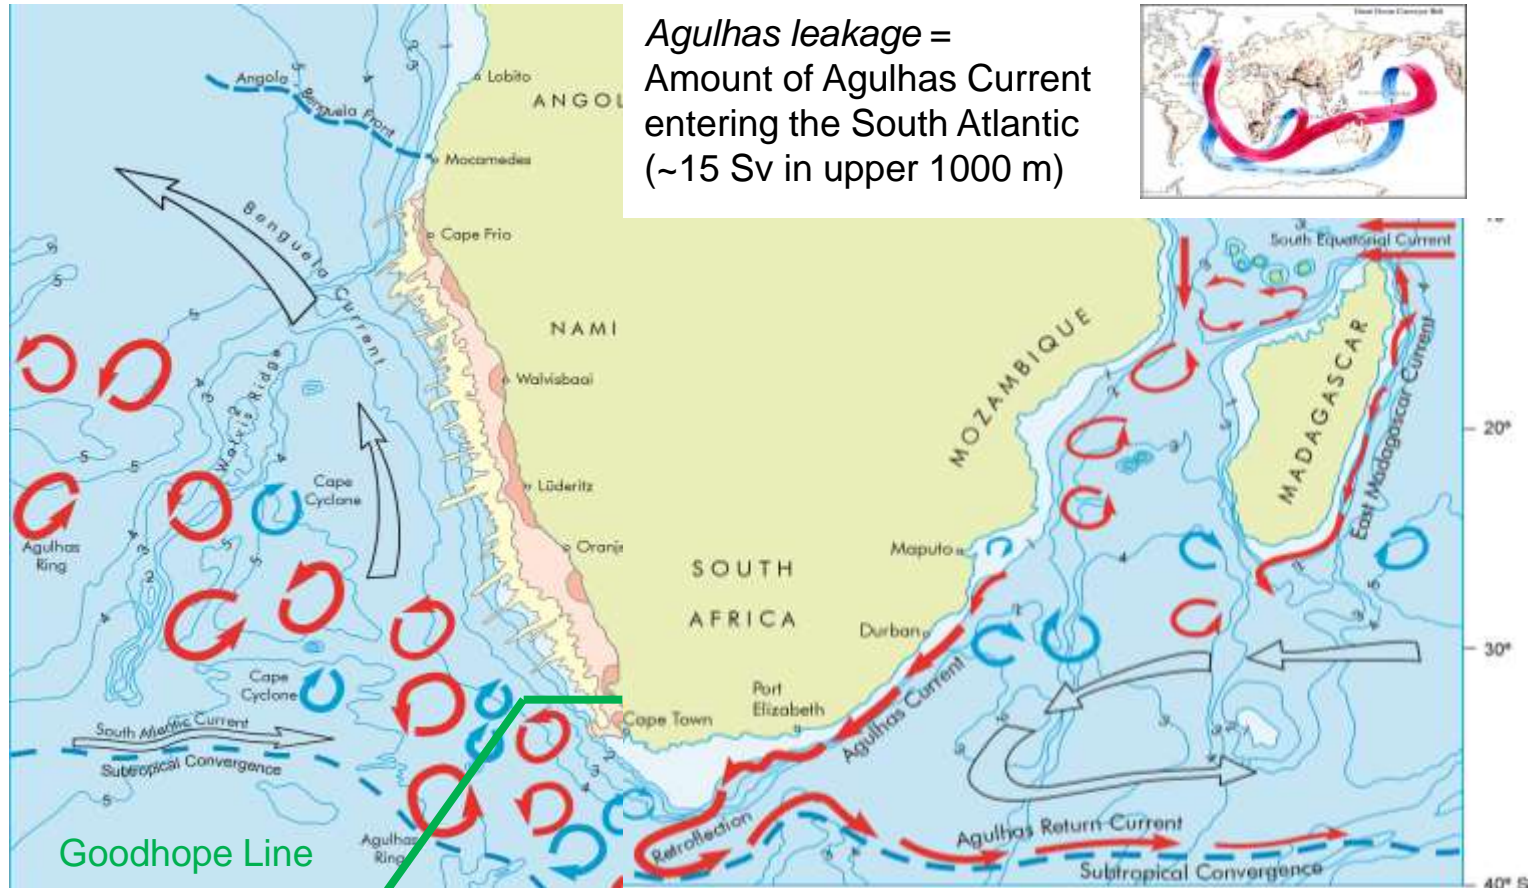 Agulhas leakage =
Amount of Agulhas Current
entering the South Atlantic
(~15 Sv in upper 1000 m)
Angola
Benguela Front
Lobito
ANGOL
Mocamedes
Benguela Current
Cape Frio
South Equatorial Current
NAMI
MOZAMBIQUE
MADAGASCAR
East Madagascar Current
Walvisbaai
Walvis Ridge
20°
Cape
Cyclone
Lüderitz
Agulhas
Ring
Oranje
Maputo
SOUTH
AFRICA
Durban
30°
Cape
Cyclone
Port
Elizabeth
Cape Town
Agulhas Current
South Atlantic Current
Subtropical Convergence
Agulhas
Ring
Goodhope Line
Retroflection
Agulhas Return Current
Subtropical Convergence
40° S